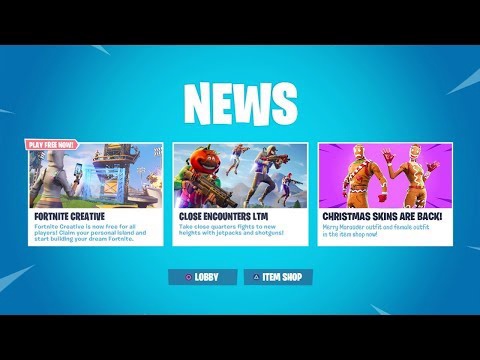 NEWS
PLAY FREE NOW!
FORTNITE CREATIVE
Fortnite Creative is now free for all
players! Claim your personal island and
start building your dream Fortnite.
CLOSE ENCOUNTERS LTM
Take close quarters fights to new
heights with jetpacks and shotguns!
CHRISTMAS SKINS ARE BACK!
Merry Marauder outfit and female outfit
in the item shop now!
LOBBY
ITEM SHOP